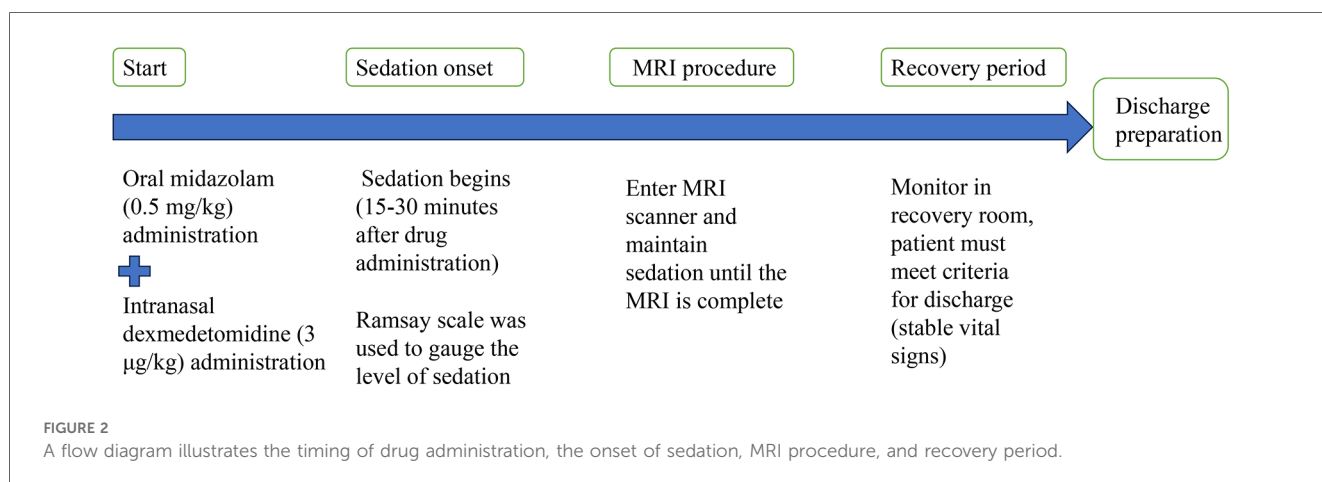 Start
Sedation onset
MRI procedure
Recovery period
Discharge
preparation
Oral midazolam
(0.5 mg/kg)
administration
Intranasal
dexmedetomidine (3
μg/kg) administration
Sedation begins
(15-30 minutes
after drug
administration)
Ramsay scale was
used to gauge the
level of sedation
Enter MRI
scanner and
maintain
sedation until the
MRI is complete
Monitor in
recovery room,
patient must
meet criteria
for discharge
(stable vital
signs)
FIGURE 2
A flow diagram illustrates the timing of drug administration, the onset of sedation, MRI procedure, and recovery period.